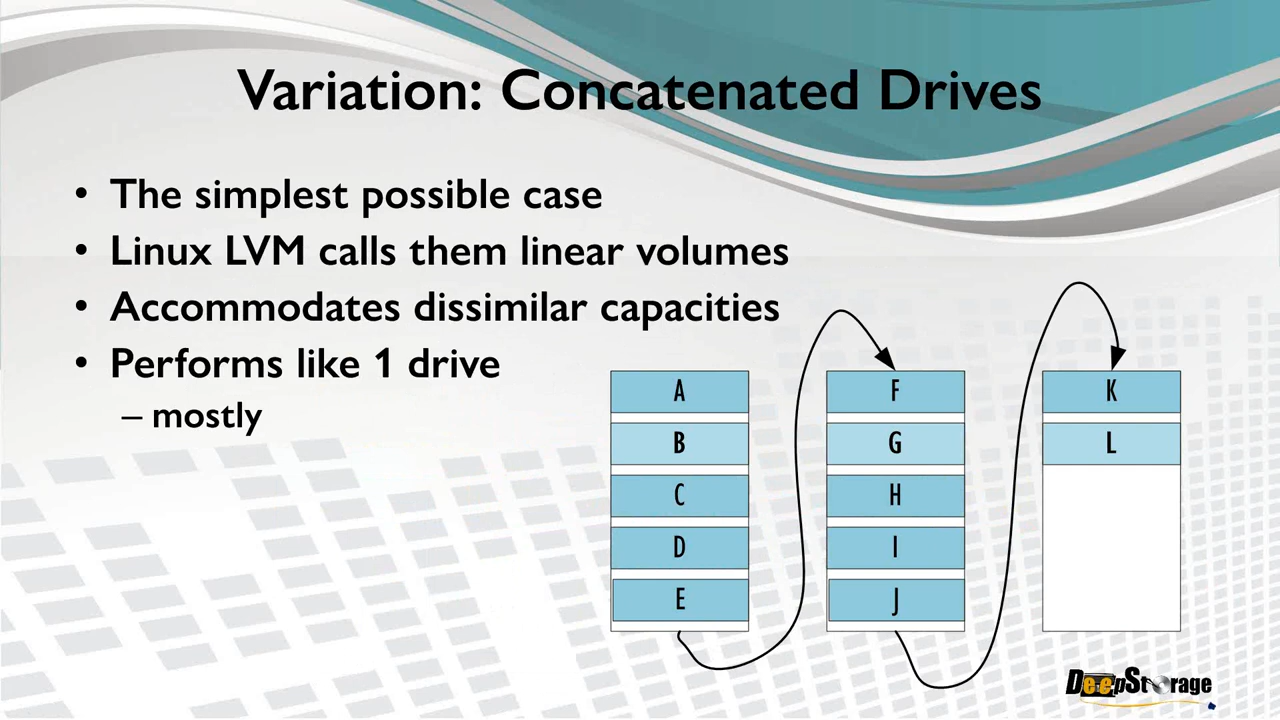 Variation: Concatenated Drives
• The simplest possible case
• Linux LVM calls them linear volumes
• Accommodates dissimilar capacities
• Performs like 1 drive
– mostly
A
B
C
D
E
F
G
H
I
J
K
L
DeepStorage